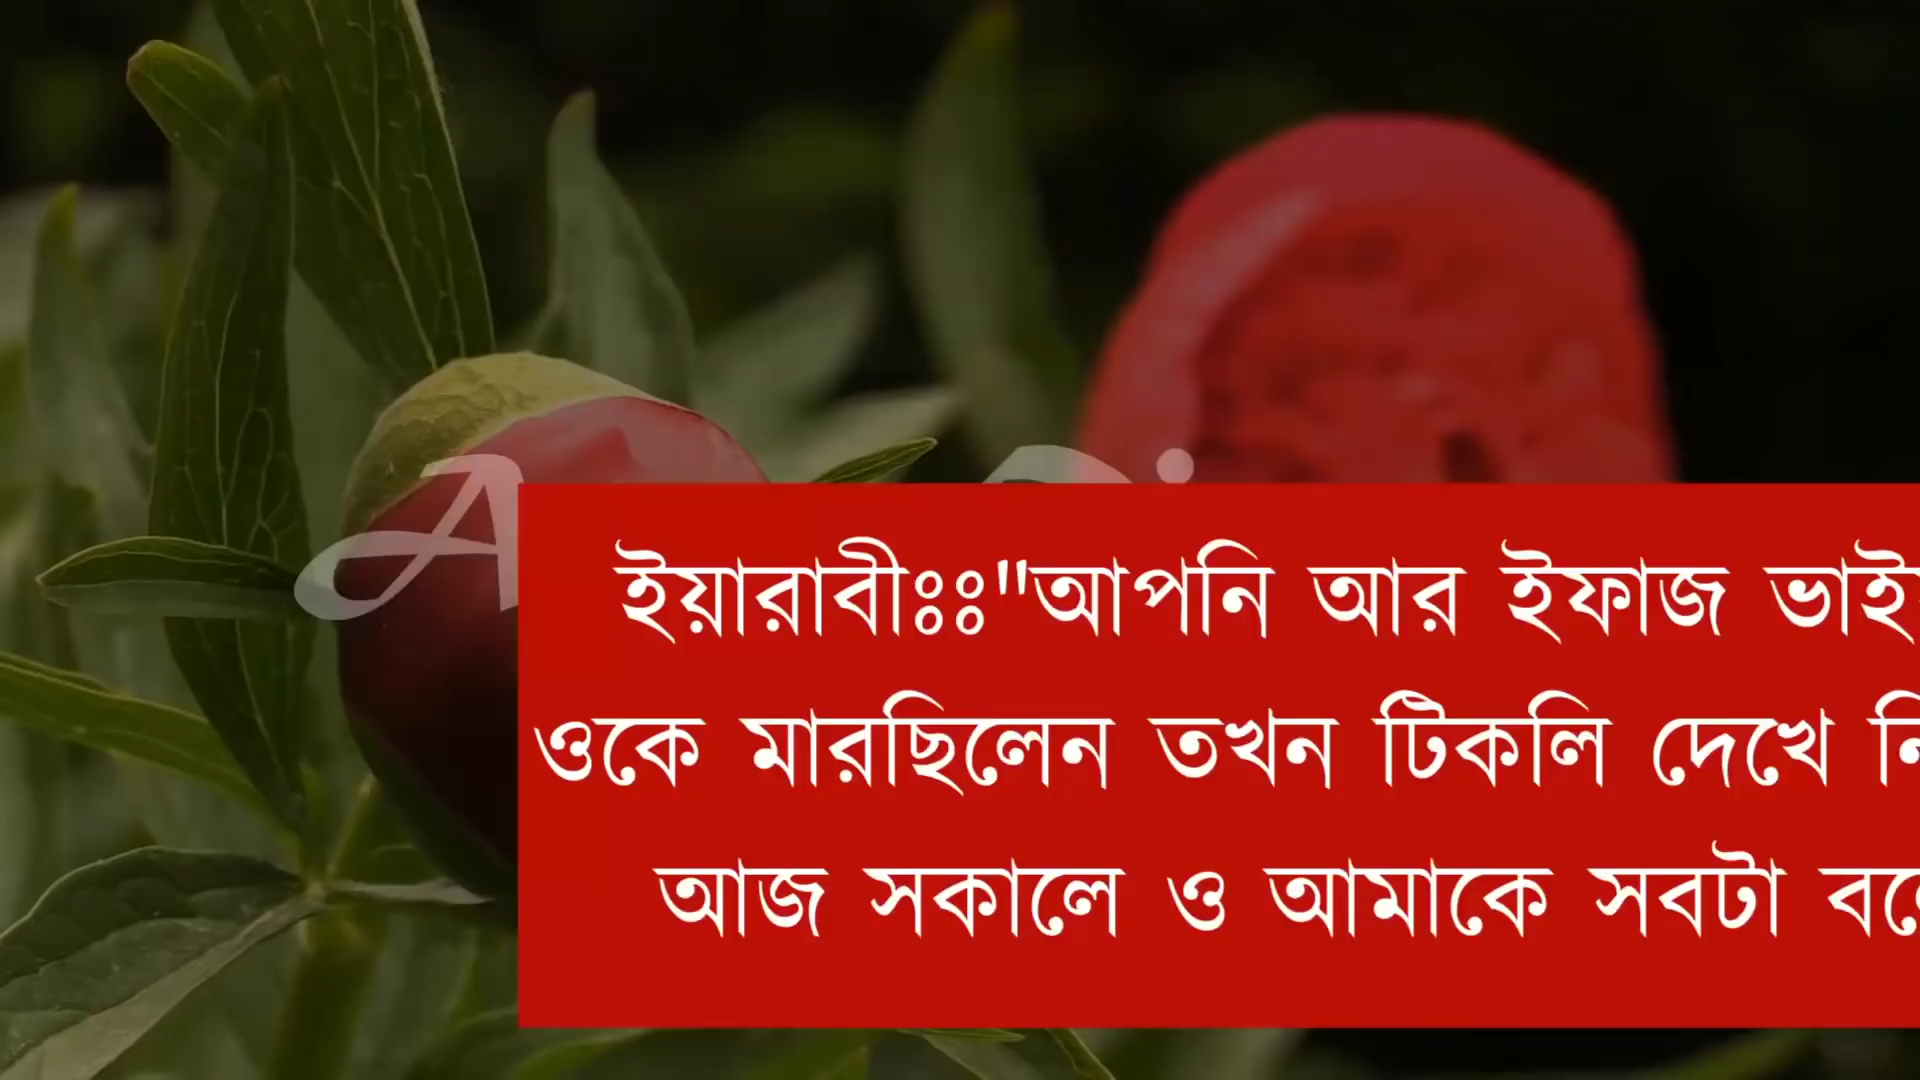 ইয়ারাবীঃঃ"আপনি আর ইফাজ
ওকে মারছিলেন তখন টিকলি দেখে
আজ সকালে ও আমাকে সবটা